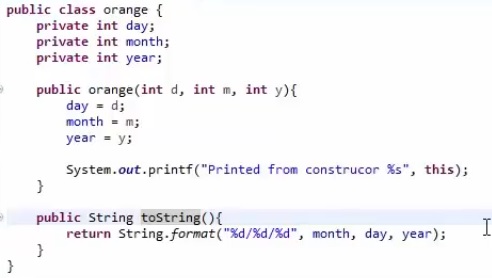 public class orange {
private int day;
private int month;
private int year;
public orange(int d, int m, int y){
day = d;
month = m;
year = y;
System.out.printf("Printed from construcor %s", this);
}
public String toString(){
return String.format("%d/%d/%d", month, day, year);
}
}